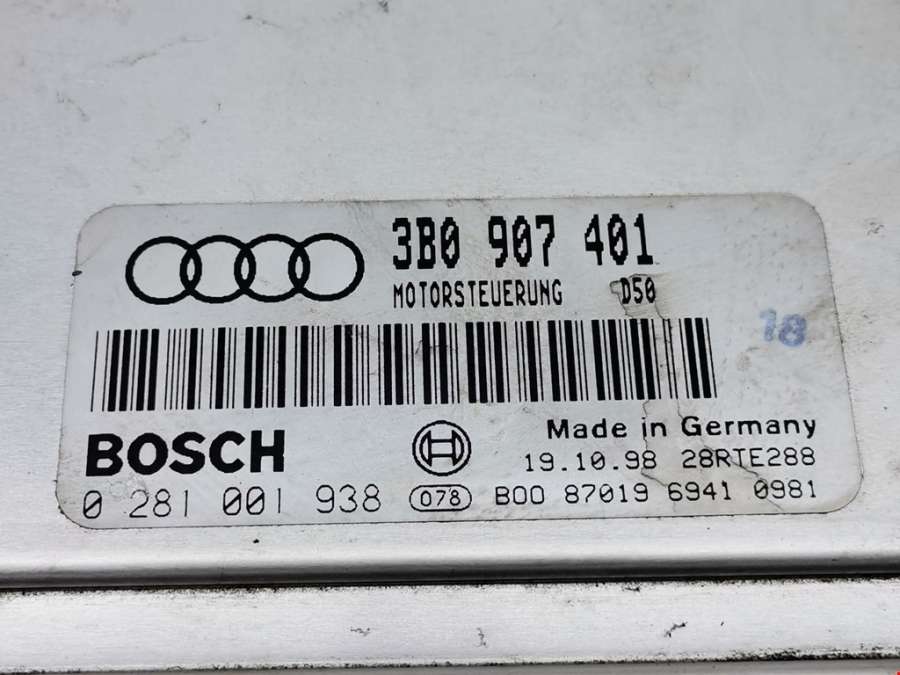 3B0 907 401
MOTORSTEUERUNG D50
18
BOSCH
Made in Germany
19.10.98 28RTE288
0 281 001 938 078 B00 87019 6941 0981